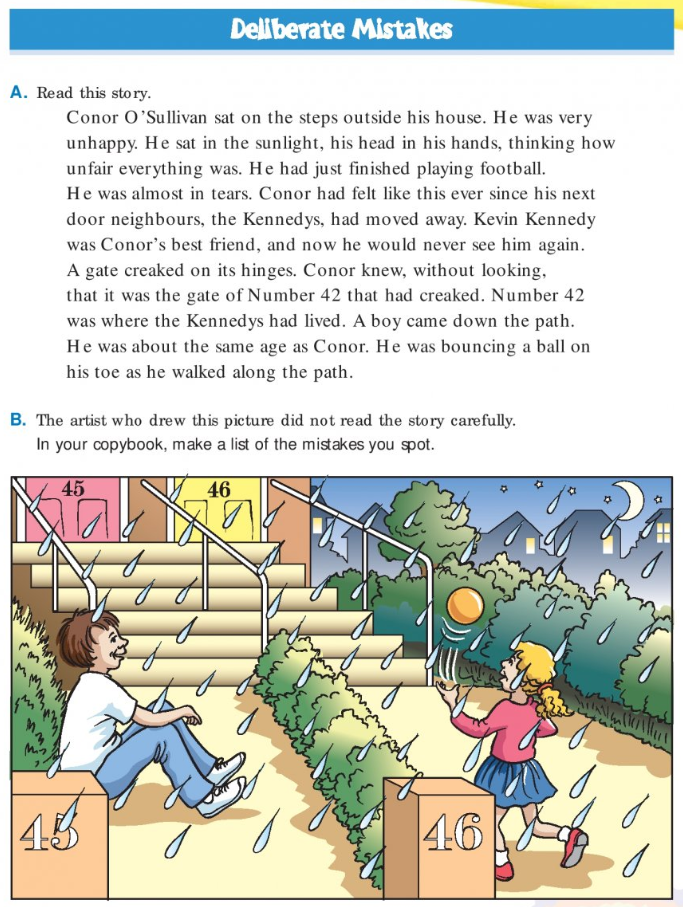 Deliberate Mistakes
A. Read this story.
Conor O'Sullivan sat on the steps outside his house. He was very
unhappy. He sat in the sunlight, his head in his hands, thinking how
unfair everything was. He had just finished playing football.
He was almost in tears. Conor had felt like this ever since his next
door neighbours, the Kennedys, had moved away. Kevin Kennedy
was Conor's best friend, and now he would never see him again.
A gate creaked on its hinges. Conor knew, without looking,
that it was the gate of Number 42 that had creaked. Number 42
was where the Kennedys had lived. A boy came down the path.
He was about the same age as Conor. He was bouncing a ball on
his toe as he walked along the path.
B. The artist who drew this picture did not read the story carefully.
In your copybook, make a list of the mistakes you spot.
45
46
45
46